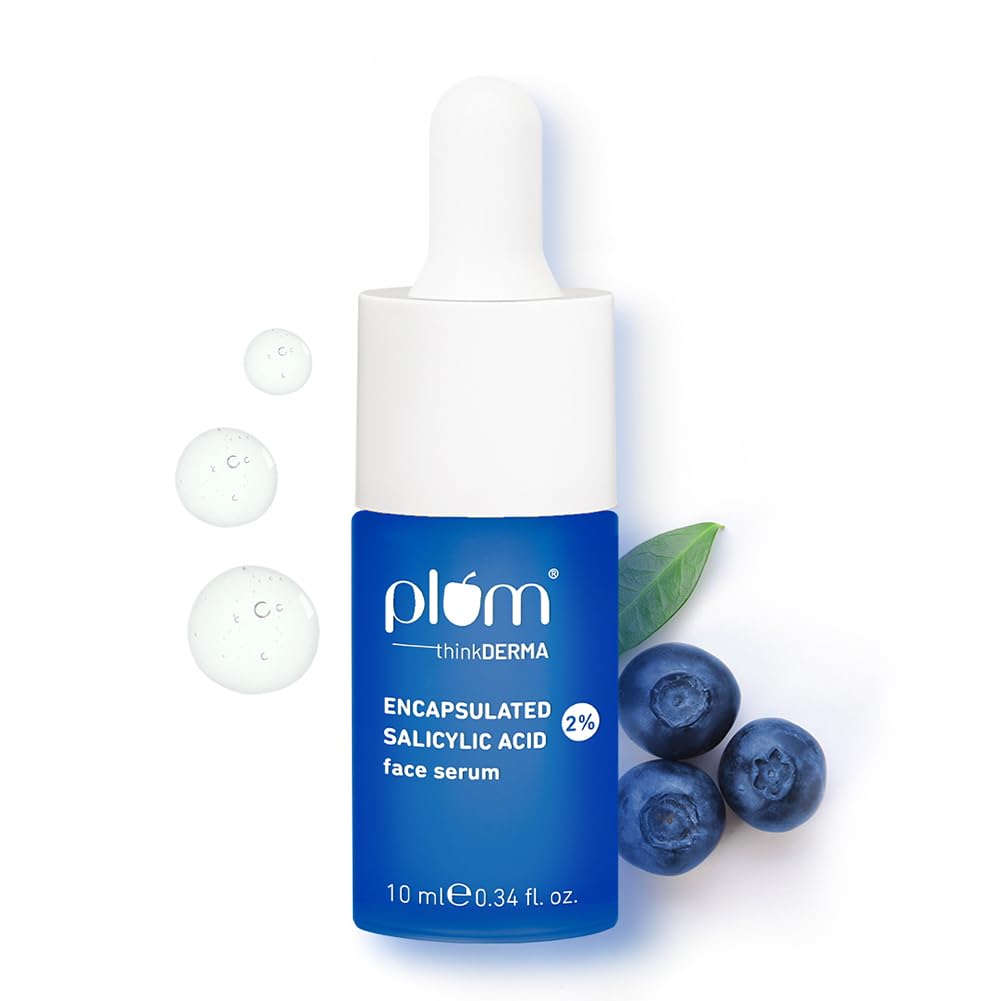 plum®
thinkDERMA
ENCAPSULATED
SALICYLIC ACID 2%
face serum
10 ml ℮ 0.34 fl. oz.